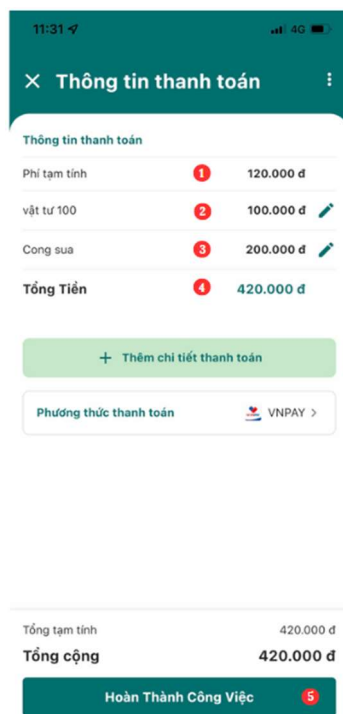 11:31 4G
Thông tin thanh toán
Thông tin thanh toán
Phí tạm tính 1 120.000 đ
vật tư 100 2 100.000 đ
Cong sua 3 200.000 đ
Tổng Tiền 4 420.000 đ
+ Thêm chi tiết thanh toán
Phương thức thanh toán VNPAY >
Tổng tạm tính 420.000 đ
Tổng cộng 420.000 đ
Hoàn Thành Công Việc 5